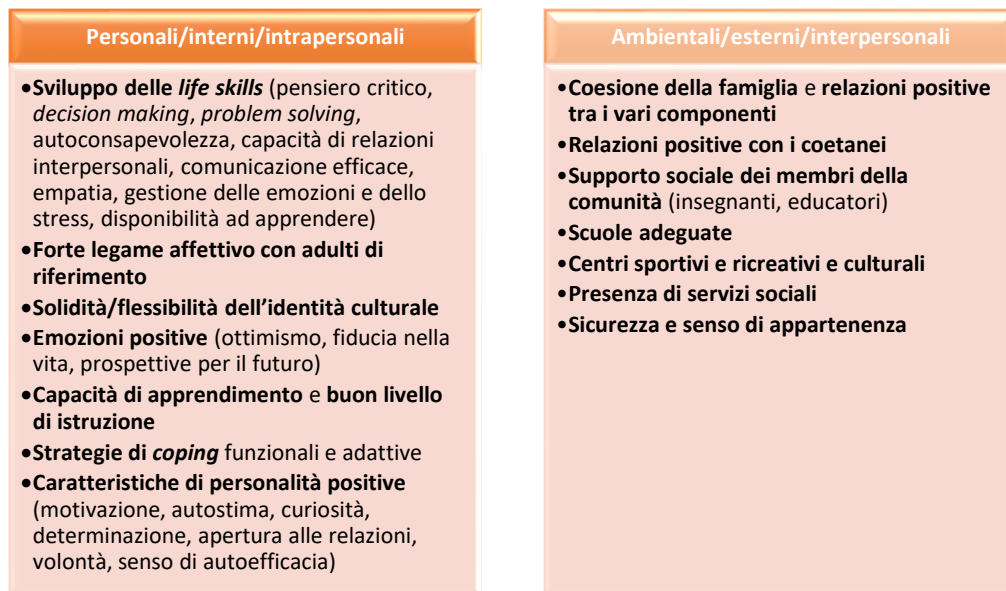 Personali/interni/intrapersonali
•Sviluppo delle life skills (pensiero critico,
decision making, problem solving,
autoconsapevolezza, capacità di relazioni
interpersonali, comunicazione efficace,
empatia, gestione delle emozioni e dello
stress, disponibilità ad apprendere)
•Forte legame affettivo con adulti di
riferimento
•Solidità/flessibilità dell’identità culturale
•Emozioni positive (ottimismo, fiducia nella
vita, prospettive per il futuro)
•Capacità di apprendimento e buon livello
di istruzione
•Strategie di coping funzionali e adattive
•Caratteristiche di personalità positive
(motivazione, autostima, curiosità,
determinazione, apertura alle relazioni,
volontà, senso di autoefficacia)
Ambientali/esterni/interpersonali
•Coesione della famiglia e relazioni positive
tra i vari componenti
•Relazioni positive con i coetanei
•Supporto sociale dei membri della
comunità (insegnanti, educatori)
•Scuole adeguate
•Centri sportivi e ricreativi e culturali
•Presenza di servizi sociali
•Sicurezza e senso di appartenenza